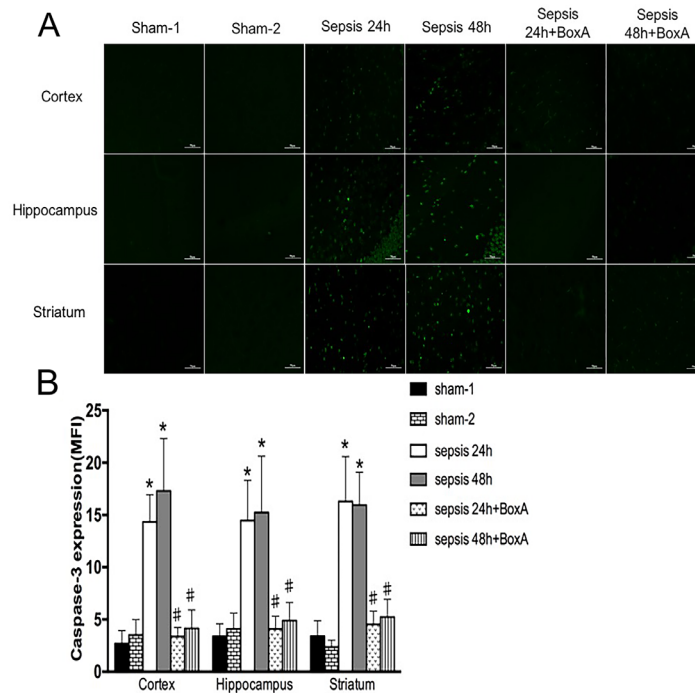 A
Sham-1 Sham-2 Sepsis 24h Sepsis 48h Sepsis 24h+BoxA Sepsis 48h+BoxA
Cortex
Hippocampus
Striatum
B
Caspase-3 expression(MFI)
25
20
15
10
5
0
* * * * * *
# # # # # #
Cortex Hippocampus Striatum
sham-1
sham-2
sepsis 24h
sepsis 48h
sepsis 24h+BoxA
sepsis 48h+BoxA